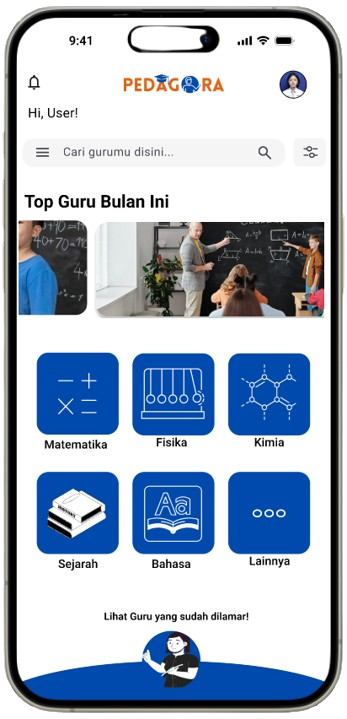 9:41
PEDAGORA
Hi, User!
Cari gurumu disini...
Top Guru Bulan Ini
Matematika
Fisika
Kimia
Sejarah
Aa
Bahasa
Lainnya
Lihat Guru yang sudah dilamar!